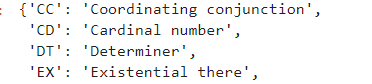 : {'CC': 'Coordinating conjunction',
'CD': 'Cardinal number',
'DT': 'Determiner',
'EX': 'Existential there',